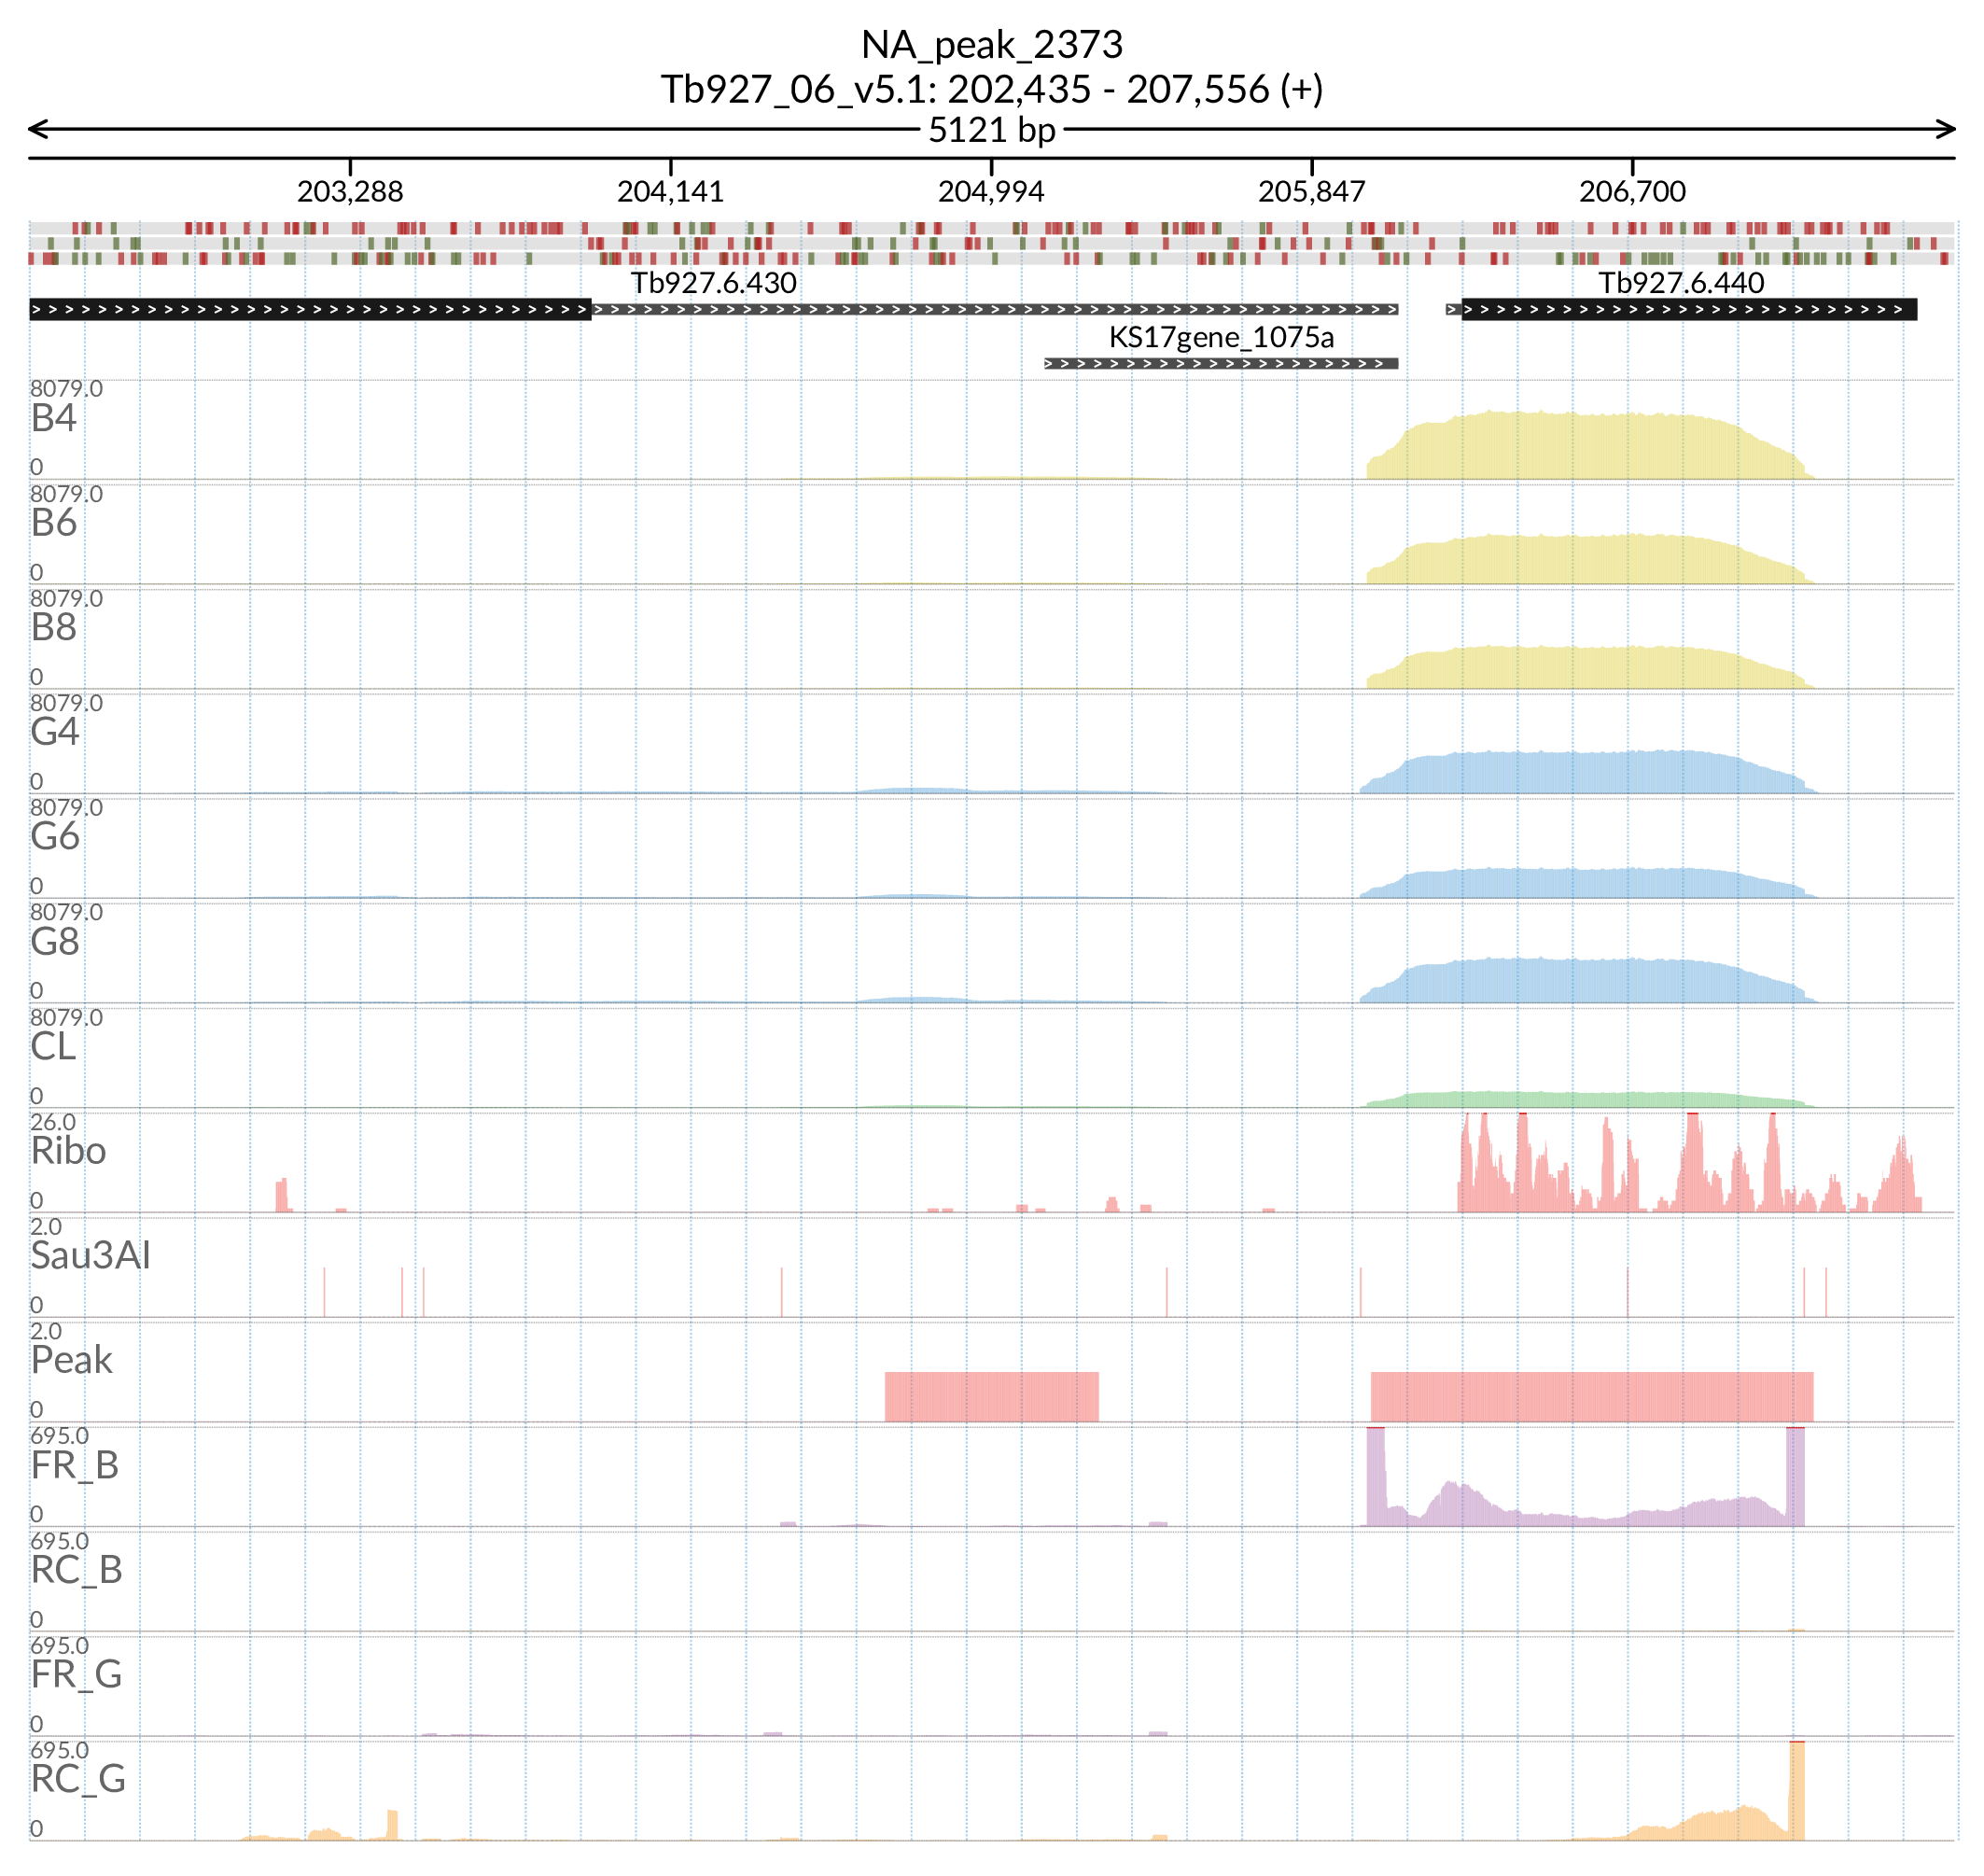 NA_peak_2373
Tb927_06_v5.1: 202,435 - 207,556 (+)
5121 bp
203,288 204,141 204,994 205,847 206,700
Tb927.6.430 Tb927.6.440
KS17gene_1075a
8079.0
B4
0
8079.0
B6
0
8079.0
B8
0
8079.0
G4
0
8079.0
G6
0
8079.0
G8
0
8079.0
CL
0
26.0
Ribo
0
2.0
Sau3AI
0
2.0
Peak
0
695.0
FR_B
0
695.0
RC_B
0
695.0
FR_G
0
695.0
RC_G
0